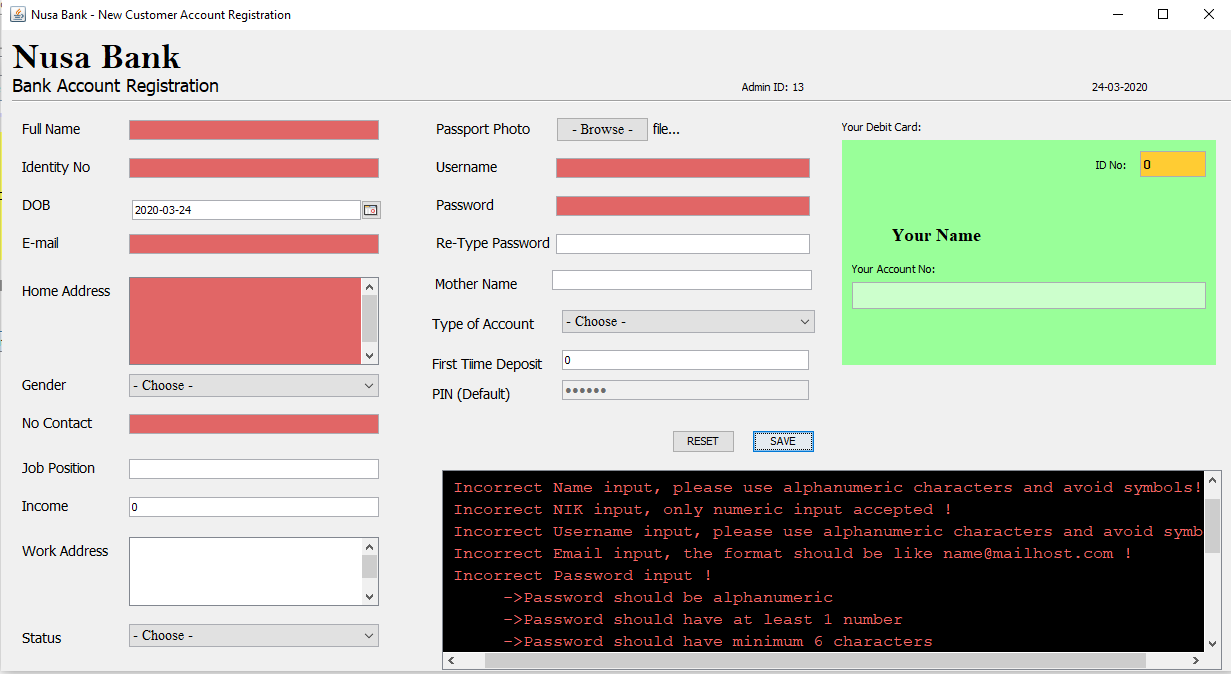 Nusa Bank - New Customer Account Registration
Nusa Bank
Bank Account Registration
Admin ID: 13
24-03-2020
Full Name
Identity No
DOB
2020-03-24
E-mail
Home Address
Gender
- Choose -
No Contact
Job Position
Income
0
Work Address
Status
- Choose -
Passport Photo
- Browse -
file...
Username
Password
Re-Type Password
Mother Name
Type of Account
- Choose -
First Tiime Deposit
0
PIN (Default)
••••••
RESET
SAVE
Your Debit Card:
ID No:
0
Your Name
Your Account No:
Incorrect Name input, please use alphanumeric characters and avoid symbols!
Incorrect NIK input, only numeric input accepted !
Incorrect Username input, please use alphanumeric characters and avoid symb
Incorrect Email input, the format should be like name@mailhost.com !
Incorrect Password input !
->Password should be alphanumeric
->Password should have at least 1 number
->Password should have minimum 6 characters